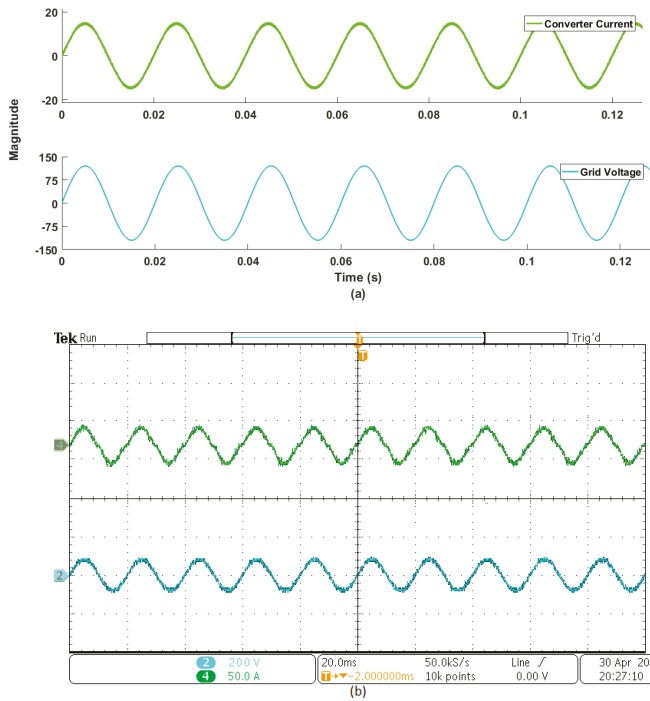 20
0
-20
Converter Current
0 0.02 0.04 0.06 0.08 0.1 0.12
Magnitude
150
75
0
-75
-150
Grid Voltage
0 0.02 0.04 0.06 0.08 0.1 0.12
Time (s)
(a)
Tek Run Trig'd
T
T
4
2
2 200 V 20.0ms 50.0kS/s Line 30 Apr 20
4 50.0 A T→▼-2.000000ms 10k points 0.00 V 20:27:10
(b)